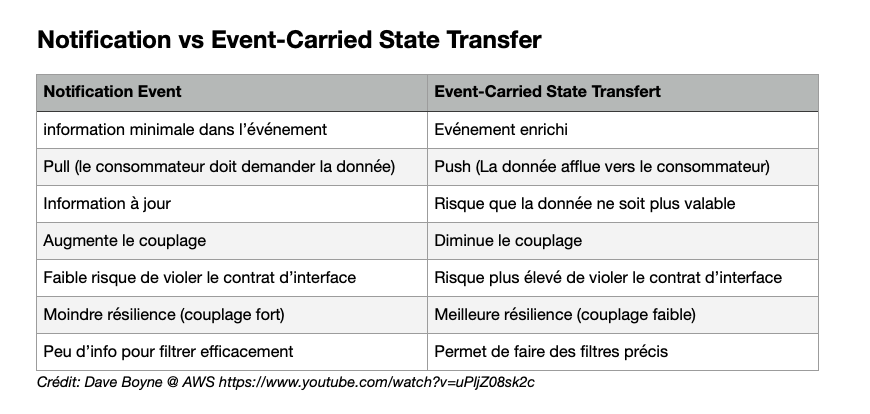 Notification vs Event-Carried State Transfer
Notification Event Event-Carried State Transfert
information minimale dans l'événement Evénement enrichi
Pull (le consommateur doit demander la donnée) Push (La donnée afflue vers le consommateur)
Information à jour Risque que la donnée ne soit plus valable
Augmente le couplage Diminue le couplage
Faible risque de violer le contrat d'interface Risque plus élevé de violer le contrat d'interface
Moindre résilience (couplage fort) Meilleure résilience (couplage faible)
Peu d'info pour filtrer efficacement Permet de faire des filtres précis
Crédit: Dave Boyne @ AWS https://www.youtube.com/watch?v=uPljZ08sk2c